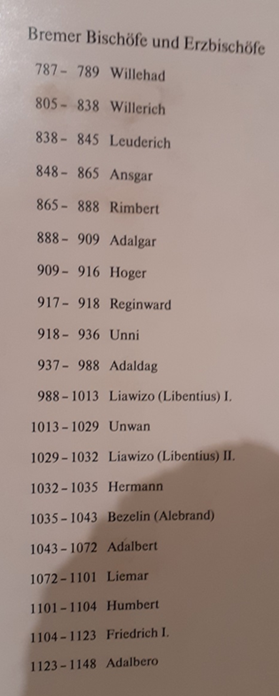 Bremer Bischöfe und Erzbischöfe
787 – 789 Willehad
805 – 838 Willerich
838 – 845 Leuderich
848 – 865 Ansgar
865 – 888 Rimbert
888 – 909 Adalgar
909 – 916 Hoger
917 – 918 Reginward
918 – 936 Unni
937 – 988 Adaldag
988 – 1013 Liawizo (Libentius) I.
1013 – 1029 Unwan
1029 – 1032 Liawizo (Libentius) II.
1032 – 1035 Hermann
1035 – 1043 Bezelin (Alebrand)
1043 – 1072 Adalbert
1072 – 1101 Liemar
1101 – 1104 Humbert
1104 – 1123 Friedrich I.
1123 – 1148 Adalbero